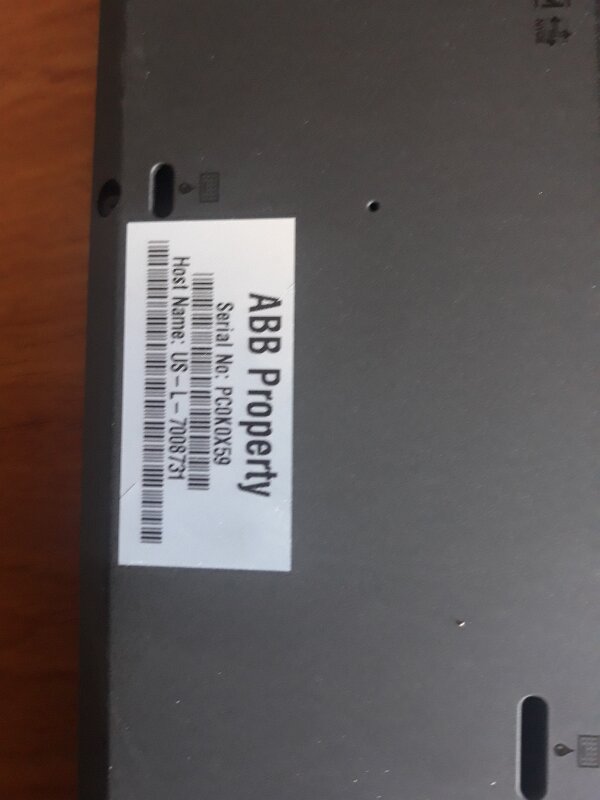 ABB Property
Serial No: PC0K0X59
Host Name: US-L-7008731